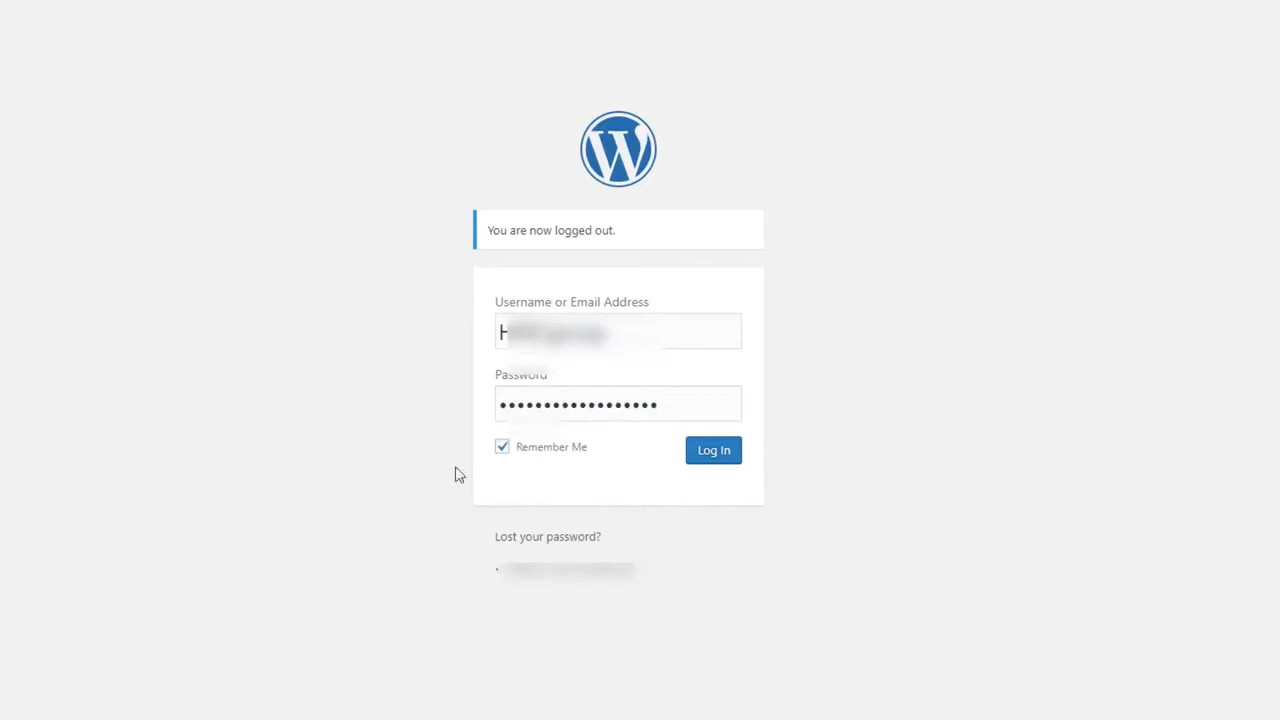 You are now logged out.
Username or Email Address
H
Password
•••••••••••••••••
Remember Me
Log In
Lost your password?